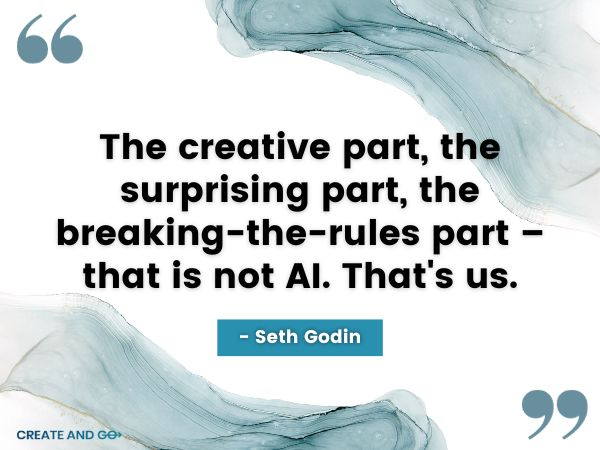 “
The creative part, the
surprising part, the
breaking-the-rules part –
that is not AI. That's us.
- Seth Godin
”
CREATE AND GO